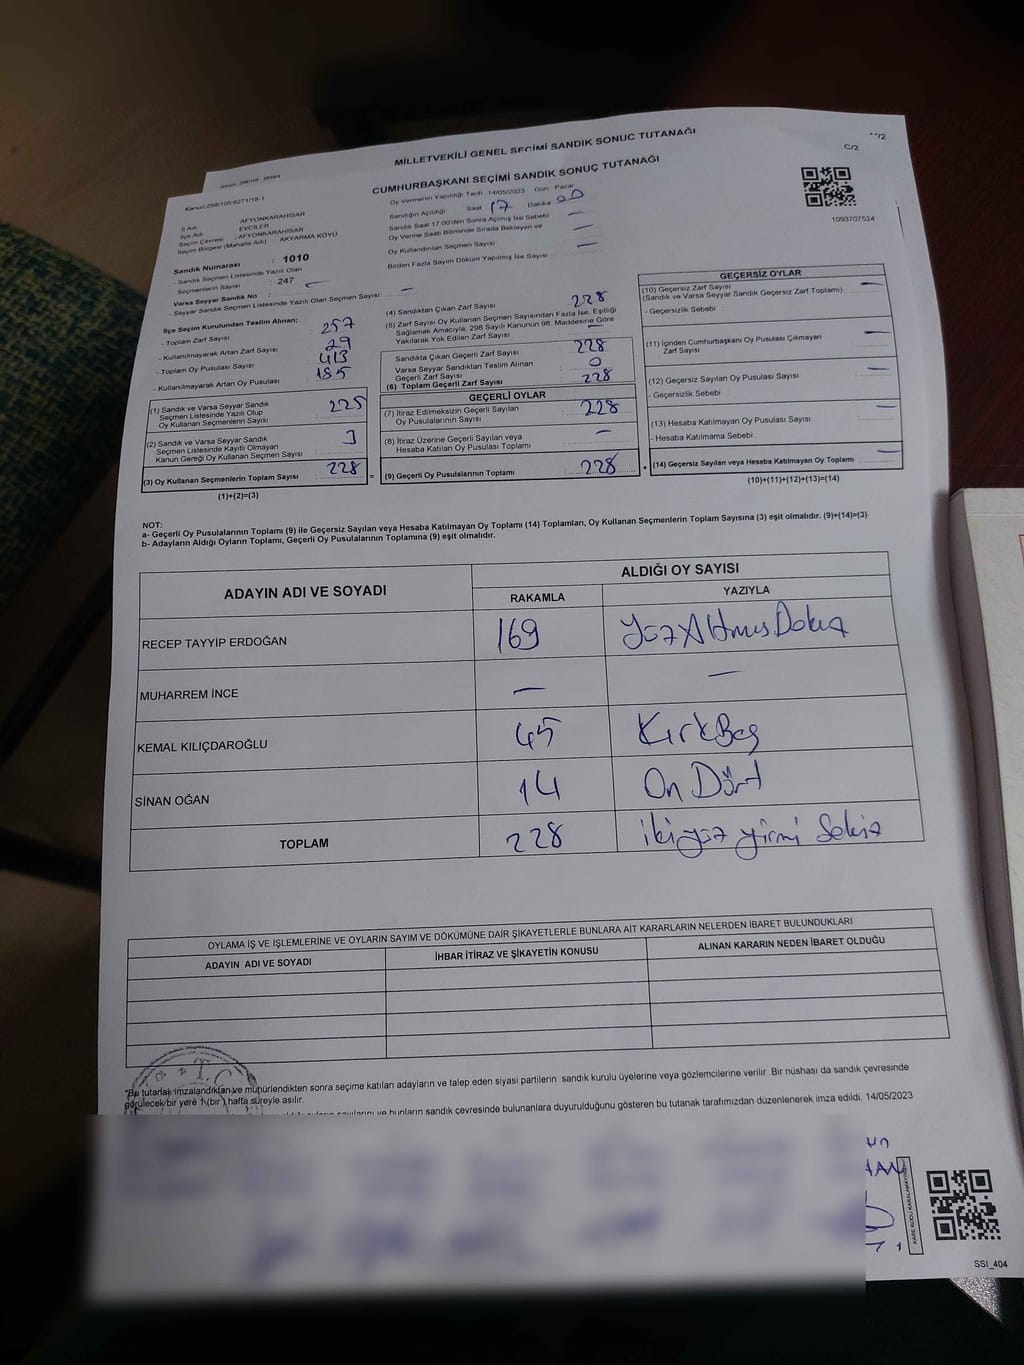 MİLLETVEKİLİ GENEL SEÇİMİ SANDIK SONUÇ TUTANAĞI
C/2
CUMHURBAŞKANI SEÇİMİ SANDIK SONUÇ TUTANAĞI
Kanun:298/105:6271/18-1
1093707524
İl Adı : AFYONKARAHİSAR
İlçe Adı : EVCİLER
Seçim Çevresi : AFYONKARAHİSAR
Seçim Bölgesi (Mahalle Adı) AKYARMA KÖYÜ
Sandık Numarası : 1010
- Sandık Seçmen Listesinde Yazılı Olan
Seçmenlerin Sayısı : 247
Varsa Seyyar Sandık No : —
- Seyyar Sandık Seçmen Listesinde Yazılı Olan Seçmen Sayısı: —
Oy Vermenin Yapıldığı Tarih :14/05/2023 Gün: Pazar
Sandığın Açıldığı Saat 17 Dakika 00
Sandık Saat 17:00'den Sonra Açılmış İse Sebebi —
Oy Verme Saati Bitiminde Sırada Bekleyen ve
Oy Kullandırılan Seçmen Sayısı —
Birden Fazla Sayım Döküm Yapılmış İse Sayısı —
İlçe Seçim Kurulundan Teslim Alınan;
- Toplam Zarf Sayısı : 257
- Kullanılmayarak Artan Zarf Sayısı : 29
- Toplam Oy Pusulası Sayısı : 413
- Kullanılmayarak Artan Oy Pusulası : 185
(1) Sandık ve Varsa Seyyar Sandık
Seçmen Listesinde Yazılı Olup
Oy Kullanan Seçmenlerin Sayısı : 225
(2) Sandık ve Varsa Seyyar Sandık
Seçmen Listesinde Kayıtlı Olmayan
Kanun Gereği Oy Kullanan Seçmen Sayısı : 3
(3) Oy Kullanan Seçmenlerin Toplam Sayısı : 228
(1)+(2)=(3)
(4) Sandıktan Çıkan Zarf Sayısı : 228
(5) Zarf Sayısı Oy Kullanan Seçmen Sayısından Fazla İse, Eşitliği
Sağlamak Amacıyla, 298 Sayılı Kanunun 98. Maddesine Göre
Yakılarak Yok Edilen Zarf Sayısı : —
Sandıkta Çıkan Geçerli Zarf Sayısı : 228
Varsa Seyyar Sandıktan Teslim Alınan
Geçerli Zarf Sayısı : 0
(6) Toplam Geçerli Zarf Sayısı : 228
GEÇERLİ OYLAR
(7) İtiraz Edilmeksizin Geçerli Sayılan
Oy Pusulalarının Sayısı : 228
(8) İtiraz Üzerine Geçerli Sayılan veya
Hesaba Katılan Oy Pusulası Toplamı : —
=
(9) Geçerli Oy Pusulalarının Toplamı : 228
GEÇERSİZ OYLAR
(10) Geçersiz Zarf Sayısı
(Sandık ve Varsa Seyyar Sandık Geçersiz Zarf Toplamı) : —
- Geçersizlik Sebebi :
(11) İçinden Cumhurbaşkanı Oy Pusulası Çıkmayan
Zarf Sayısı : —
(12) Geçersiz Sayılan Oy Pusulası Sayısı : —
- Geçersizlik Sebebi :
(13) Hesaba Katılmayan Oy Pusulası Sayısı : —
- Hesaba Katılmama Sebebi :
+
(14) Geçersiz Sayılan veya Hesaba Katılmayan Oy Toplamı : —
(10)+(11)+(12)+(13)=(14)
NOT:
a- Geçerli Oy Pusulalarının Toplamı (9) ile Geçersiz Sayılan veya Hesaba Katılmayan Oy Toplamı (14) Toplamları, Oy Kullanan Seçmenlerin Toplam Sayısına (3) eşit olmalıdır. (9)+(14)=(3)
b- Adayların Aldığı Oyların Toplamı, Geçerli Oy Pusulalarının Toplamına (9) eşit olmalıdır.
ADAYIN ADI VE SOYADI
ALDIĞI OY SAYISI
RAKAMLA YAZIYLA
RECEP TAYYİP ERDOĞAN 169 Yüz Altmış Dokuz
MUHARREM İNCE — —
KEMAL KILIÇDAROĞLU 45 Kırk Beş
SİNAN OĞAN 14 On Dört
TOPLAM 228 İkiyüz yirmi Sekiz
OYLAMA İŞ VE İŞLEMLERİNE VE OYLARIN SAYIM VE DÖKÜMÜNE DAİR ŞİKAYETLERLE BUNLARA AİT KARARLARIN NELERDEN İBARET BULUNDUKLARI
ADAYIN ADI VE SOYADI İHBAR İTİRAZ VE ŞİKAYETİN KONUSU ALINAN KARARIN NEDEN İBARET OLDUĞU
*Bu tutanak imzalandıktan ve mühürlendikten sonra seçime katılan adayların ve talep eden siyasi partilerin sandık kurulu üyelerine veya gözlemcilerine verilir. Bir nüshası da sandık çevresinde
görülecek bir yere 1 (bir) hafta süreyle asılır.
sayılarını ve bunların sandık çevresinde bulunanlara duyurulduğunu gösteren bu tutanak tarafımızdan düzenlenerek imza edildi. 14/05/2023
KARE KODU KARALAMAYINIZ
SSI_404